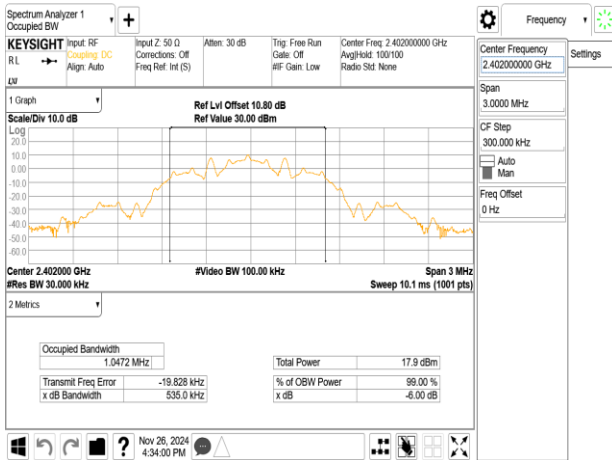 Spectrum Analyzer 1
Occupied BW
Frequency
KEYSIGHT
RL
LXI
Input: RF
Coupling: DC
Align: Auto
Input Z: 50 Ω
Corrections: Off
Freq Ref: Int (S)
Atten: 30 dB
Trig: Free Run
Gate: Off
#IF Gain: Low
Center Freq: 2.402000000 GHz
Avg|Hold: 100/100
Radio Std: None
Center Frequency
2.402000000 GHz
Settings
Span
3.0000 MHz
CF Step
300.000 kHz
Auto
Man
Freq Offset
0 Hz
1 Graph
Scale/Div 10.0 dB
Ref Lvl Offset 10.80 dB
Ref Value 30.00 dBm
Log
20.0
10.0
0.00
-10.0
-20.0
-30.0
-40.0
-50.0
-60.0
Center 2.402000 GHz
#Video BW 100.00 kHz
Span 3 MHz
#Res BW 30.000 kHz
Sweep 10.1 ms (1001 pts)
2 Metrics
Occupied Bandwidth
1.0472 MHz
Total Power 17.9 dBm
Transmit Freq Error -19.828 kHz
% of OBW Power 99.00 %
x dB Bandwidth 535.0 kHz
x dB -6.00 dB
?
Nov 26, 2024
4:34:00 PM